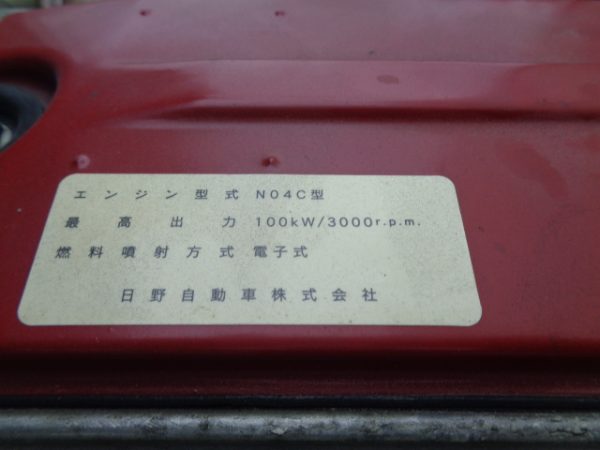 エンジン型式 N04C型
最高出力 100kW/3000r.p.m.
燃料噴射方式 電子式
日野自動車株式会社